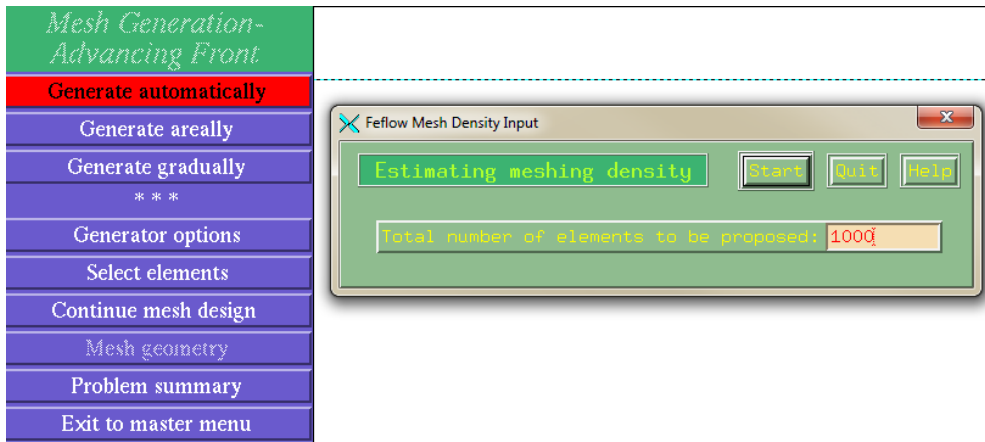 Mesh Generation-
Advancing Front
Generate automatically
Generate areally
Generate gradually
* * *
Generator options
Select elements
Continue mesh design
Mesh geometry
Problem summary
Exit to master menu
Feflow Mesh Density Input
Estimating meshing density Start Quit Help
Total number of elements to be proposed: 1000